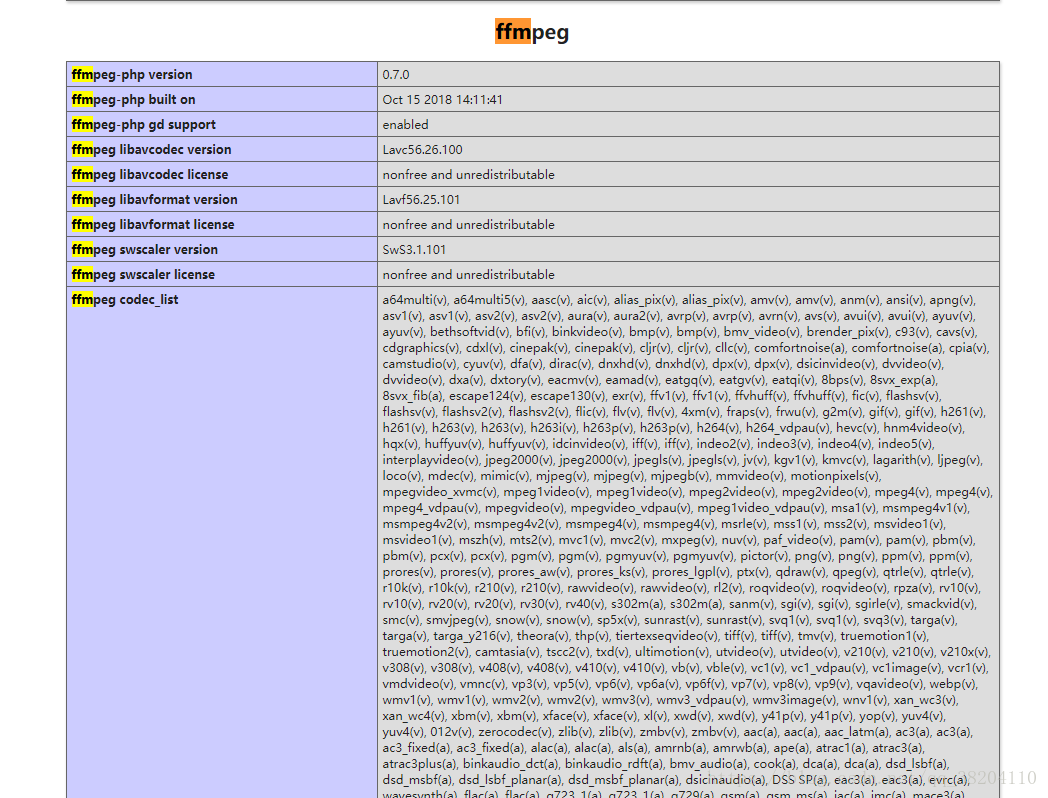 ffmpeg
ffmpeg-php version 0.7.0
ffmpeg-php built on Oct 15 2018 14:11:41
ffmpeg-php gd support enabled
ffmpeg libavcodec version Lavc56.26.100
ffmpeg libavcodec license nonfree and unredistributable
ffmpeg libavformat version Lavf56.25.101
ffmpeg libavformat license nonfree and unredistributable
ffmpeg swscaler version SwS3.1.101
ffmpeg swscaler license nonfree and unredistributable
ffmpeg codec_list a64multi(v), a64multi5(v), aasc(v), aic(v), alias_pix(v), alias_pix(v), amv(v), amv(v), anm(v), ansi(v), apng(v),
asv1(v), asv1(v), asv2(v), asv2(v), aura(v), aura2(v), avrp(v), avrp(v), avrn(v), avs(v), avui(v), avui(v), ayuv(v),
ayuv(v), bethsoftvid(v), bfi(v), binkvideo(v), bmp(v), bmp(v), bmv_video(v), brender_pix(v), c93(v), cavs(v),
cdgraphics(v), cdxl(v), cinepak(v), cinepak(v), cljr(v), cljr(v), cllc(v), comfortnoise(a), comfortnoise(a), cpia(v),
camstudio(v), cyuv(v), dfa(v), dirac(v), dnxhd(v), dnxhd(v), dpx(v), dpx(v), dsicinvideo(v), dvvideo(v),
dvvideo(v), dxa(v), dxtory(v), eacmv(v), eamad(v), eatgq(v), eatgv(v), eatqi(v), 8bps(v), 8svx_exp(a),
8svx_fib(a), escape124(v), escape130(v), exr(v), ffv1(v), ffv1(v), ffvhuff(v), ffvhuff(v), fic(v), flashsv(v),
flashsv(v), flashsv2(v), flashsv2(v), flic(v), flv(v), flv(v), 4xm(v), fraps(v), frwu(v), g2m(v), gif(v), gif(v), h261(v),
h261(v), h263(v), h263(v), h263i(v), h263p(v), h263p(v), h264(v), h264_vdpau(v), hevc(v), hnm4video(v),
hqx(v), huffyuv(v), huffyuv(v), idcinvideo(v), iff(v), iff(v), indeo2(v), indeo3(v), indeo4(v), indeo5(v),
interplayvideo(v), jpeg2000(v), jpeg2000(v), jpegls(v), jpegls(v), jv(v), kgv1(v), kmvc(v), lagarith(v), ljpeg(v),
loco(v), mdec(v), mimic(v), mjpeg(v), mjpeg(v), mjpegb(v), mmvideo(v), motionpixels(v),
mpegvideo_xvmc(v), mpeg1video(v), mpeg1video(v), mpeg2video(v), mpeg2video(v), mpeg4(v), mpeg4(v),
mpeg4_vdpau(v), mpegvideo(v), mpegvideo_vdpau(v), mpeg1video_vdpau(v), msa1(v), msmpeg4v1(v),
msmpeg4v2(v), msmpeg4v2(v), msmpeg4(v), msmpeg4(v), msrle(v), mss1(v), mss2(v), msvideo1(v),
msvideo1(v), mszh(v), mts2(v), mvc1(v), mvc2(v), mxpeg(v), nuv(v), paf_video(v), pam(v), pam(v), pbm(v),
pbm(v), pcx(v), pcx(v), pgm(v), pgm(v), pgmyuv(v), pgmyuv(v), pictor(v), png(v), png(v), ppm(v), ppm(v),
prores(v), prores(v), prores_aw(v), prores_ks(v), prores_lgpl(v), ptx(v), qdraw(v), qpeg(v), qtrle(v), qtrle(v),
r10k(v), r10k(v), r210(v), r210(v), rawvideo(v), rawvideo(v), rl2(v), roqvideo(v), roqvideo(v), rpza(v), rv10(v),
rv10(v), rv20(v), rv20(v), rv30(v), rv40(v), s302m(a), s302m(a), sanm(v), sgi(v), sgi(v), sgirle(v), smackvid(v),
smc(v), smvjpeg(v), snow(v), snow(v), sp5x(v), sunrast(v), sunrast(v), svq1(v), svq1(v), svq3(v), targa(v),
targa(v), targa_y216(v), theora(v), thp(v), tiertexseqvideo(v), tiff(v), tiff(v), tmv(v), truemotion1(v),
truemotion2(v), camtasia(v), tscc2(v), txd(v), ultimotion(v), utvideo(v), utvideo(v), v210(v), v210(v), v210x(v),
v308(v), v308(v), v408(v), v408(v), v410(v), v410(v), vb(v), vble(v), vc1(v), vc1_vdpau(v), vc1image(v), vcr1(v),
vmdvideo(v), vmnc(v), vp3(v), vp5(v), vp6(v), vp6a(v), vp6f(v), vp7(v), vp8(v), vp9(v), vqavideo(v), webp(v),
wmv1(v), wmv1(v), wmv2(v), wmv2(v), wmv3(v), wmv3_vdpau(v), wmv3image(v), wnv1(v), xan_wc3(v),
xan_wc4(v), xbm(v), xbm(v), xface(v), xface(v), xl(v), xwd(v), xwd(v), y41p(v), y41p(v), yop(v), yuv4(v),
yuv4(v), 012v(v), zerocodec(v), zlib(v), zlib(v), zmbv(v), zmbv(v), aac(a), aac(a), aac_latm(a), ac3(a), ac3(a),
ac3_fixed(a), ac3_fixed(a), alac(a), alac(a), als(a), amrnb(a), amrwb(a), ape(a), atrac1(a), atrac3(a),
atrac3plus(a), binkaudio_dct(a), binkaudio_rdft(a), bmv_audio(a), cook(a), dca(a), dca(a), dsd_lsbf(a),
dsd_msbf(a), dsd_lsbf_planar(a), dsd_msbf_planar(a), dsicinaudio(a), DSS SP(a), eac3(a), eac3(a), evrc(a),
wavesynth(a), flac(a), flac(a), g723_1(a), g723_1(a), g729(a), gsm(a), gsm_ms(a), iac(a), imc(a), mace3(a),